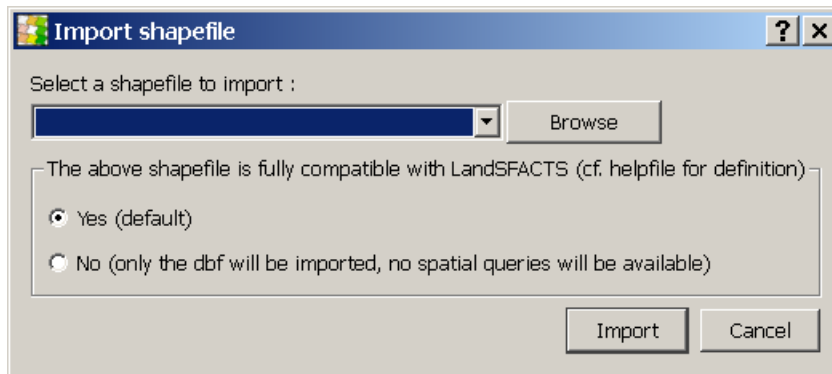 Import shapefile
Select a shapefile to import :
Browse
The above shapefile is fully compatible with LandSFACTS (cf. helpfile for definition)
Yes (default)
No (only the dbf will be imported, no spatial queries will be available)
Import Cancel